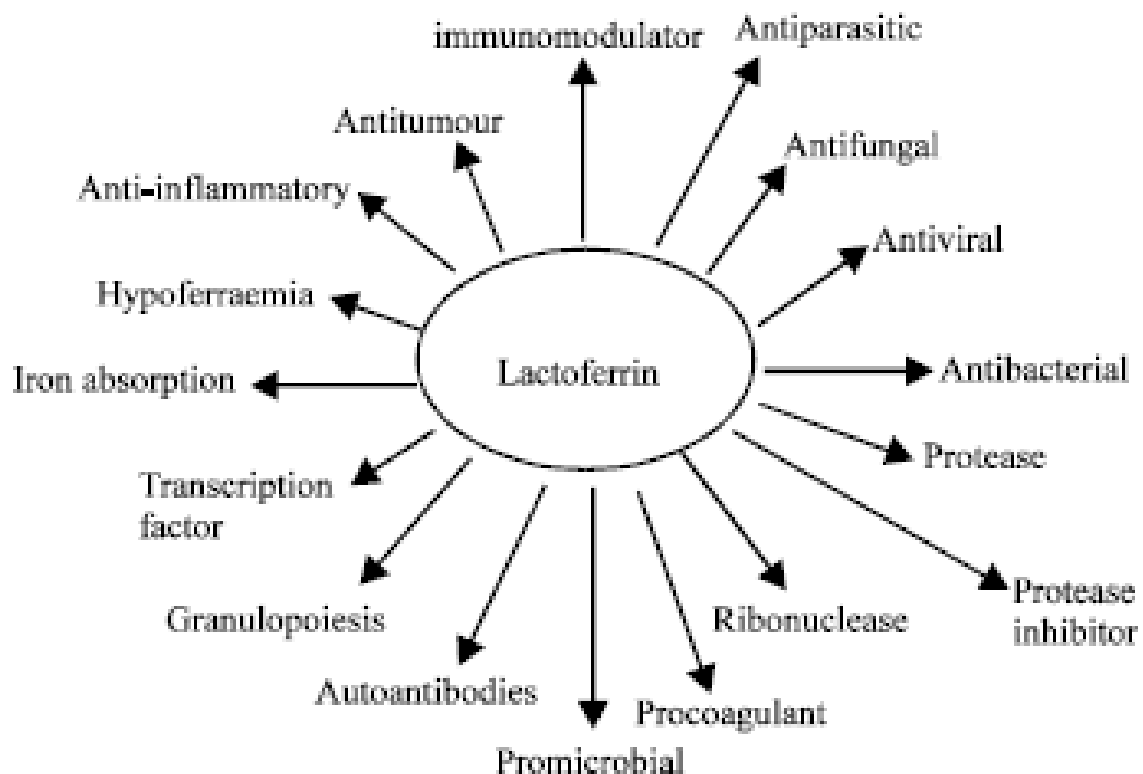 immunomodulator
Antiparasitic
Antitumour
Antifungal
Anti-inflammatory
Antiviral
Hypoferraemia
Lactoferrin
Iron absorption
Antibacterial
Protease
Transcription
factor
Granulopoiesis
Ribonuclease
Protease
inhibitor
Autoantibodies
Procoagulant
Promicrobial